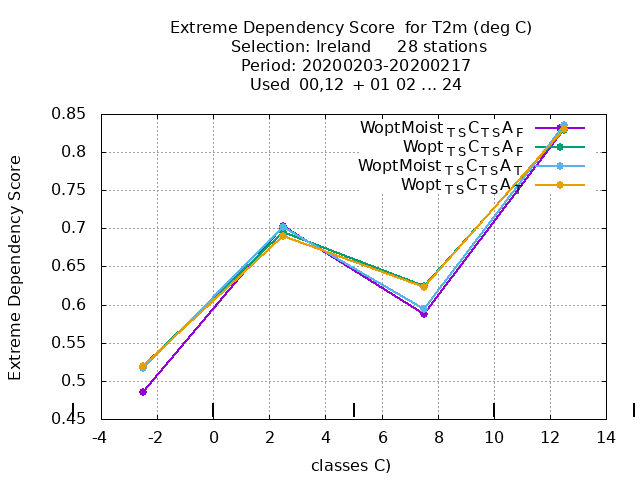 Extreme Dependency Score for T2m (deg C)
Selection: Ireland 28 stations
Period: 20200203-20200217
Used 00,12 + 01 02 ... 24
Extreme Dependency Score
0.85
0.8
0.75
0.7
0.65
0.6
0.55
0.5
0.45
WoptMoist TS C TS A F
Wopt TS C TS A F
WoptMoist TS C TS A T
Wopt TS C TS A T
-4 -2 0 2 4 6 8 10 12 14
classes C)